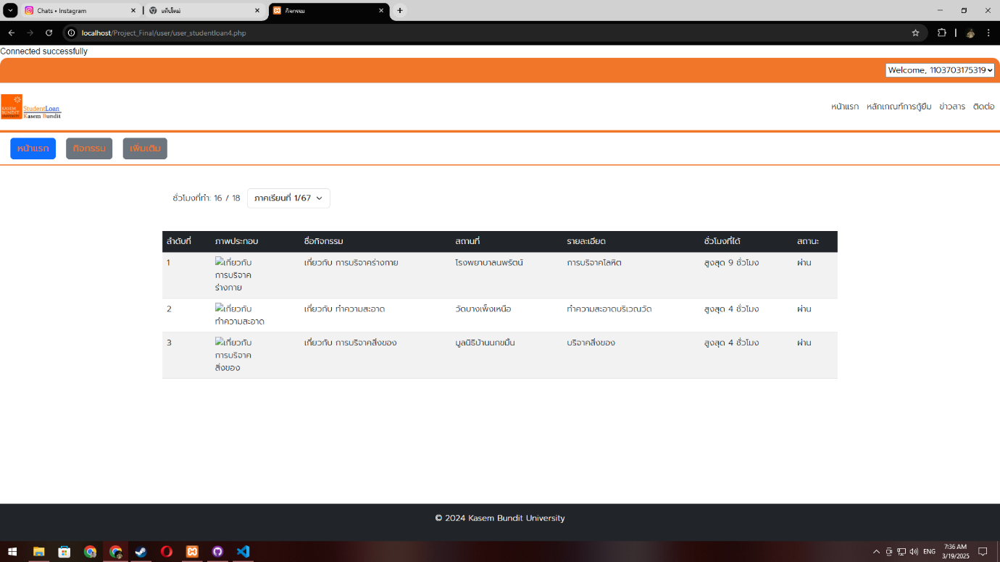 Chats • Instagram
แท็บใหม่
กิจกรรม
localhost/Project_Final/user/user_studentloan4.php
Connected successfully
Welcome, 1103703175319
KASEM
BUNDIT
UNIVERSITY
StudentLoan
Kasem Bundit
หน้าแรก หลักเกณฑ์การกู้ยืม ข่าวสาร ติดต่อ
หน้าแรก กิจกรรม เพิ่มเติม
ชั่วโมงที่ทำ: 16 / 18 ภาคเรียนที่ 1/67
ลำดับที่ ภาพประกอบ ชื่อกิจกรรม สถานที่ รายละเอียด ชั่วโมงที่ได้ สถานะ
1 เกี่ยวกับ เกี่ยวกับ การบริจาคร่างกาย โรงพยาบาลนพรัตน์ การบริจาคโลหิต สูงสุด 9 ชั่วโมง ผ่าน
การบริจาค
ร่างกาย
2 เกี่ยวกับ เกี่ยวกับ ทำความสะอาด วัดบางเพ็งเหนือ ทำความสะอาดบริเวณวัด สูงสุด 4 ชั่วโมง ผ่าน
ทำความสะอาด
3 เกี่ยวกับ เกี่ยวกับ การบริจาคสิ่งของ มูลนิธิบ้านนกขมิ้น บริจาคสิ่งของ สูงสุด 4 ชั่วโมง ผ่าน
การบริจาค
สิ่งของ
© 2024 Kasem Bundit University
ENG
7:36 AM
3/19/2025